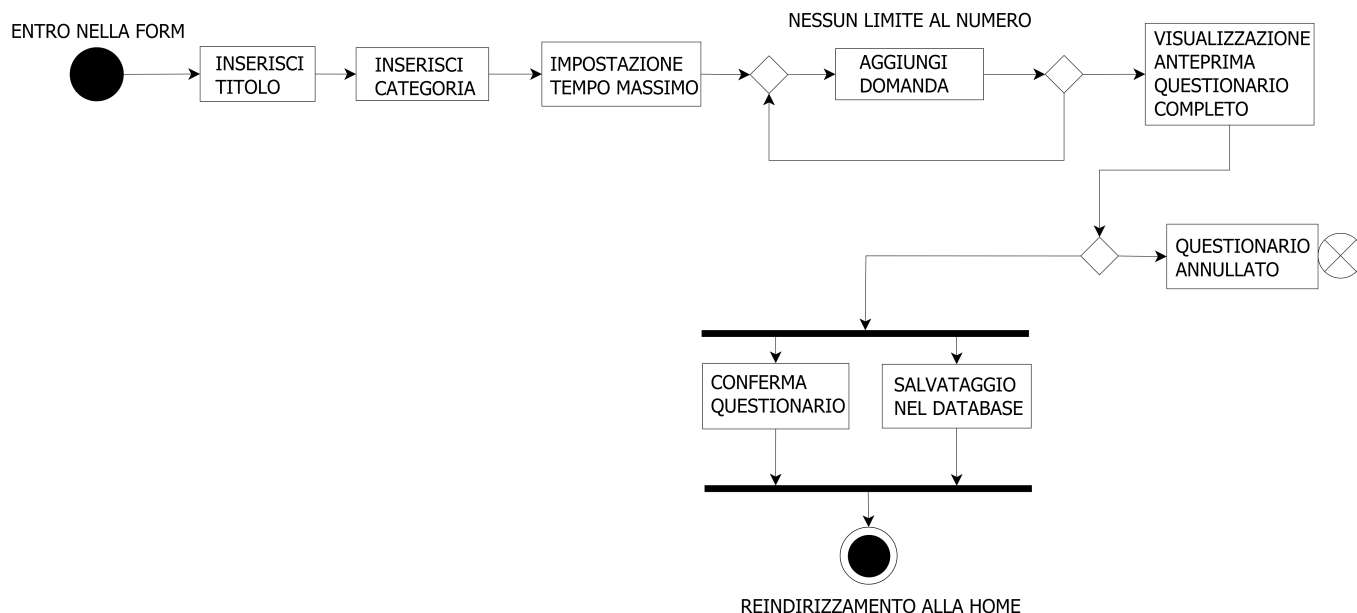 ENTRO NELLA FORM
INSERISCI
TITOLO
INSERISCI
CATEGORIA
IMPOSTAZIONE
TEMPO MASSIMO
NESSUN LIMITE AL NUMERO
AGGIUNGI
DOMANDA
VISUALIZZAZIONE
ANTEPRIMA
QUESTIONARIO
COMPLETO
QUESTIONARIO
ANNULLATO
CONFERMA
QUESTIONARIO
SALVATAGGIO
NEL DATABASE
REINDIRIZZAMENTO ALLA HOME